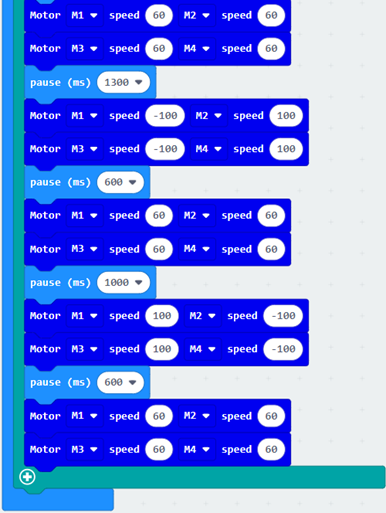 Motor M1 speed 60 M2 speed 60
Motor M3 speed 60 M4 speed 60
pause (ms) 1300
Motor M1 speed -100 M2 speed 100
Motor M3 speed -100 M4 speed 100
pause (ms) 600
Motor M1 speed 60 M2 speed 60
Motor M3 speed 60 M4 speed 60
pause (ms) 1000
Motor M1 speed 100 M2 speed -100
Motor M3 speed 100 M4 speed -100
pause (ms) 600
Motor M1 speed 60 M2 speed 60
Motor M3 speed 60 M4 speed 60